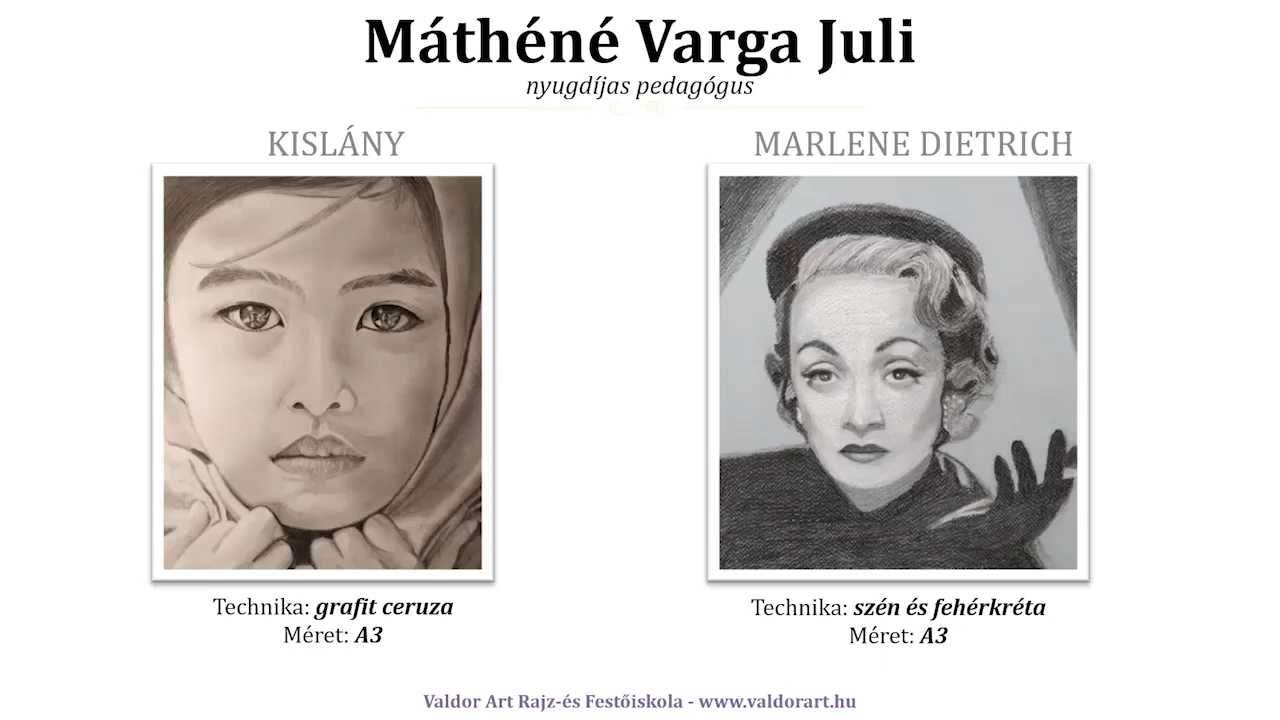 Máthéné Varga Juli
nyugdíjas pedagógus
KISLÁNY
Technika: grafit ceruza
Méret: A3
MARLENE DIETRICH
Technika: szén és fehérkréta
Méret: A3
Valdor Art Rajz-és Festőiskola - www.valdorart.hu